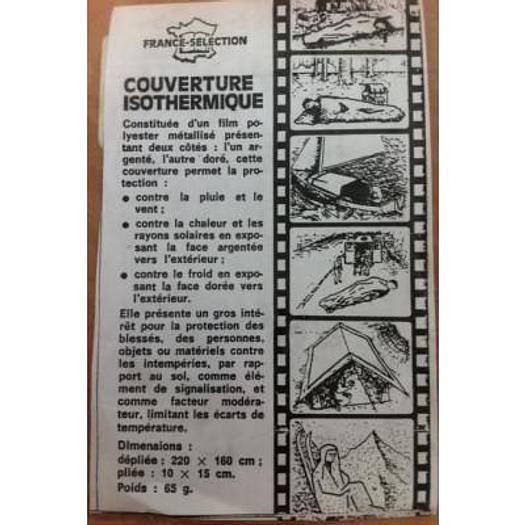 FRANCE-SELECTION
COUVERTURE
ISOTHERMIQUE
Constituée d'un film po-
lyester métallisé présen-
tant deux côtés : l'un ar-
genté, l'autre doré, cette
couverture permet la pro-
tection :
● contre la pluie et le
vent ;
● contre la chaleur et les
rayons solaires en expo-
sant la face argentée
vers l'extérieur ;
● contre le froid en expo-
sant la face dorée vers
l'extérieur.
Elle présente un gros inté-
rêt pour la protection des
blessés, des personnes,
objets ou matériels contre
les intempéries, par rap-
port au sol, comme élé-
ment de signalisation, et
comme facteur modéra-
teur, limitant les écarts de
température.
Dimensions :
dépliée : 220 × 160 cm ;
pliée : 10 × 15 cm.
Poids : 65 g.